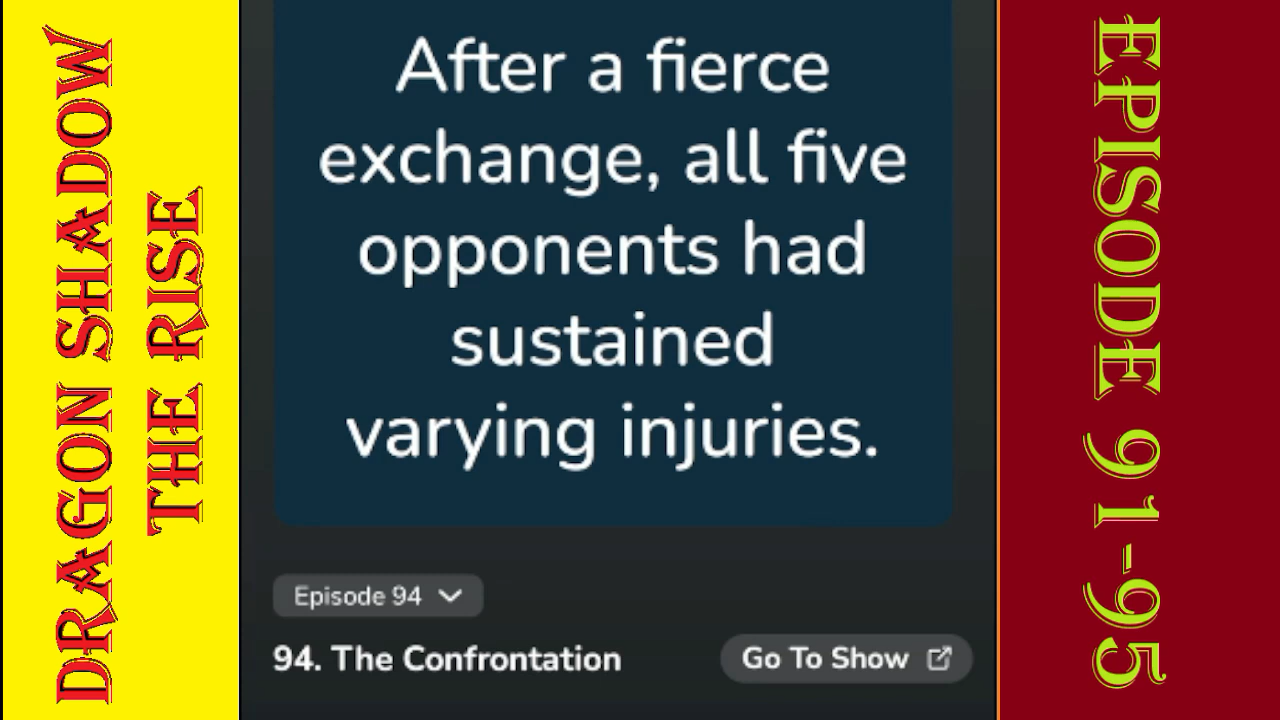 DRAGON SHADOW
THE RISE
After a fierce
exchange, all five
opponents had
sustained
varying injuries.
Episode 94
94. The Confrontation
Go To Show
EPISODE 91-95